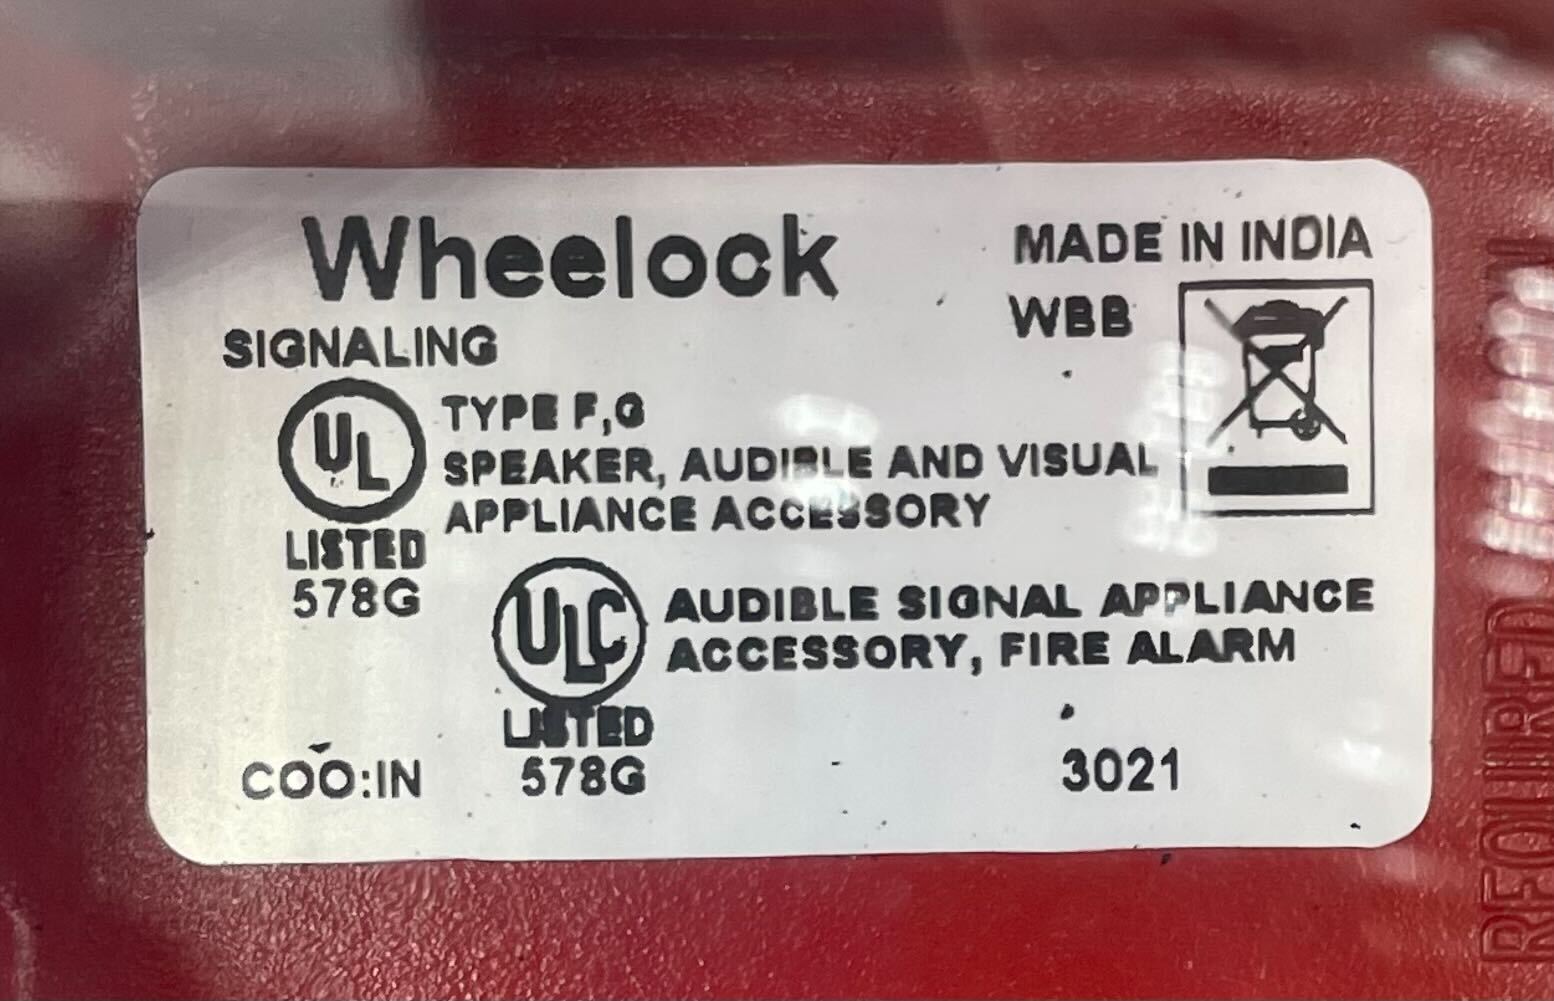 Wheelock
MADE IN INDIA
WBB
SIGNALING
UL
TYPE F,G
SPEAKER, AUDIBLE AND VISUAL
APPLIANCE ACCESSORY
LISTED
578G
ULC
AUDIBLE SIGNAL APPLIANCE
ACCESSORY, FIRE ALARM
LISTED
578G
COO:IN
3021
REQUIRED